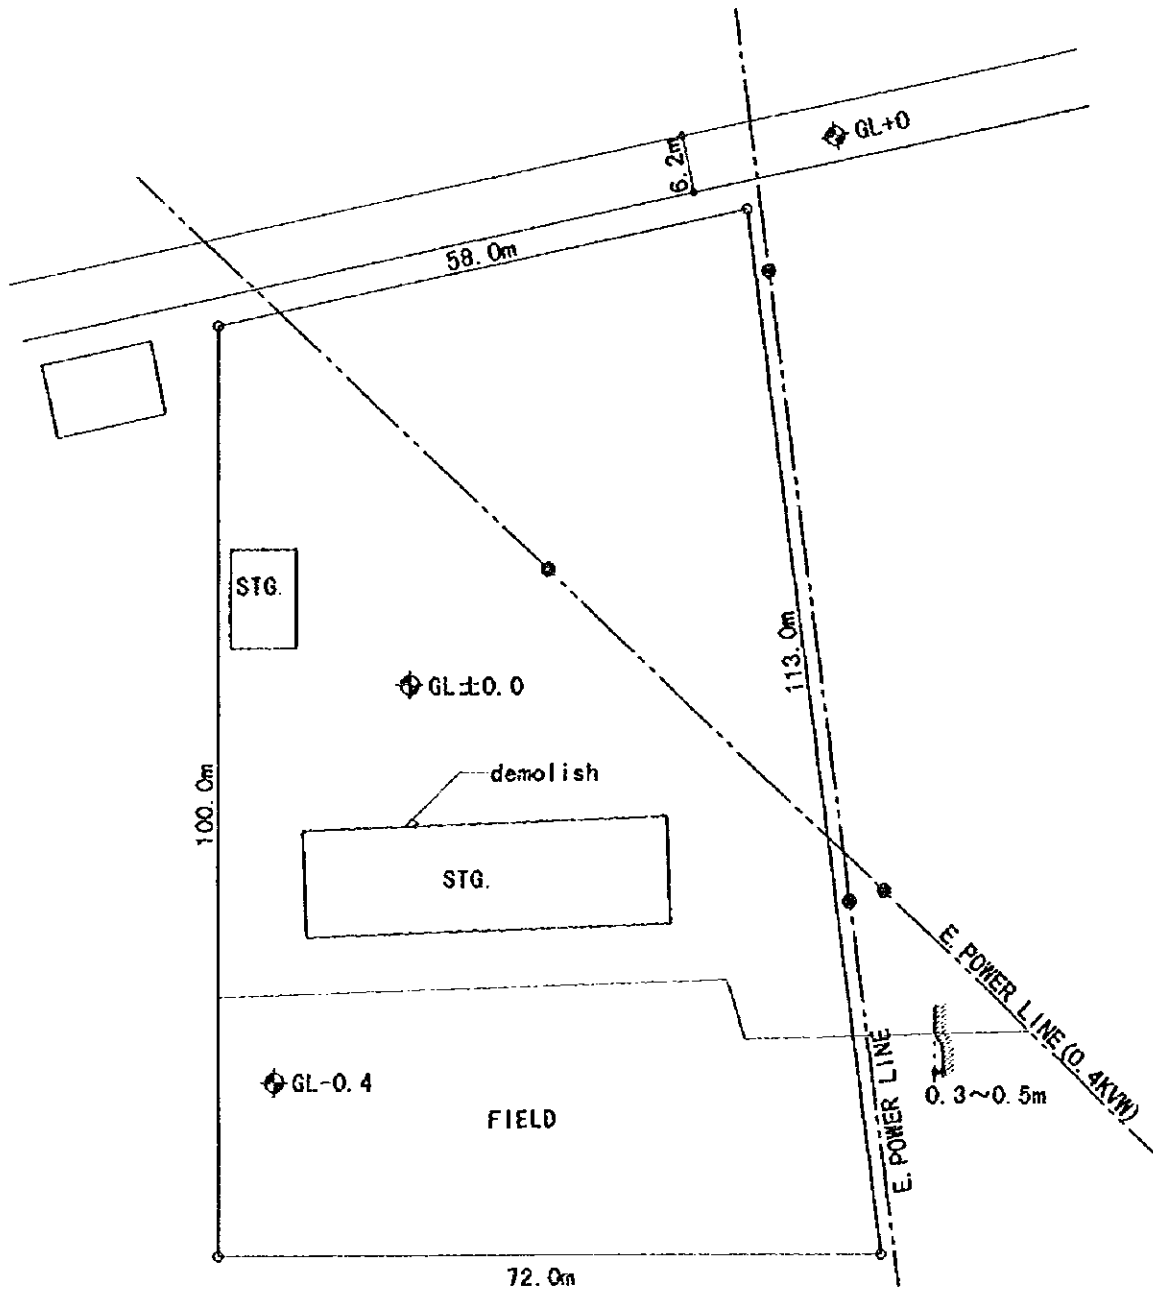 GL+0
6.2m
58.0m
STG.
113.0m
GL±0.0
demolish
100.0m
STG.
E. POWER LINE (0.4KVW)
E. POWER LINE
0.3~0.5m
GL-0.4
FIELD
72.0m